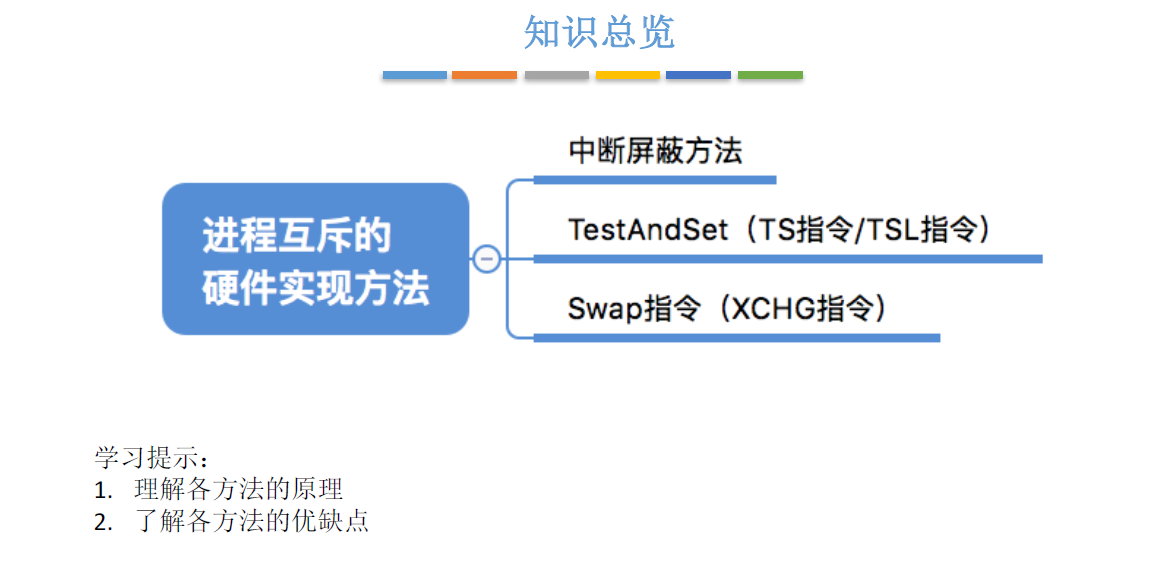 知识总览
进程互斥的
硬件实现方法
中断屏蔽方法
TestAndSet（TS指令/TSL指令）
Swap指令（XCHG指令）
学习提示：
1. 理解各方法的原理
2. 了解各方法的优缺点